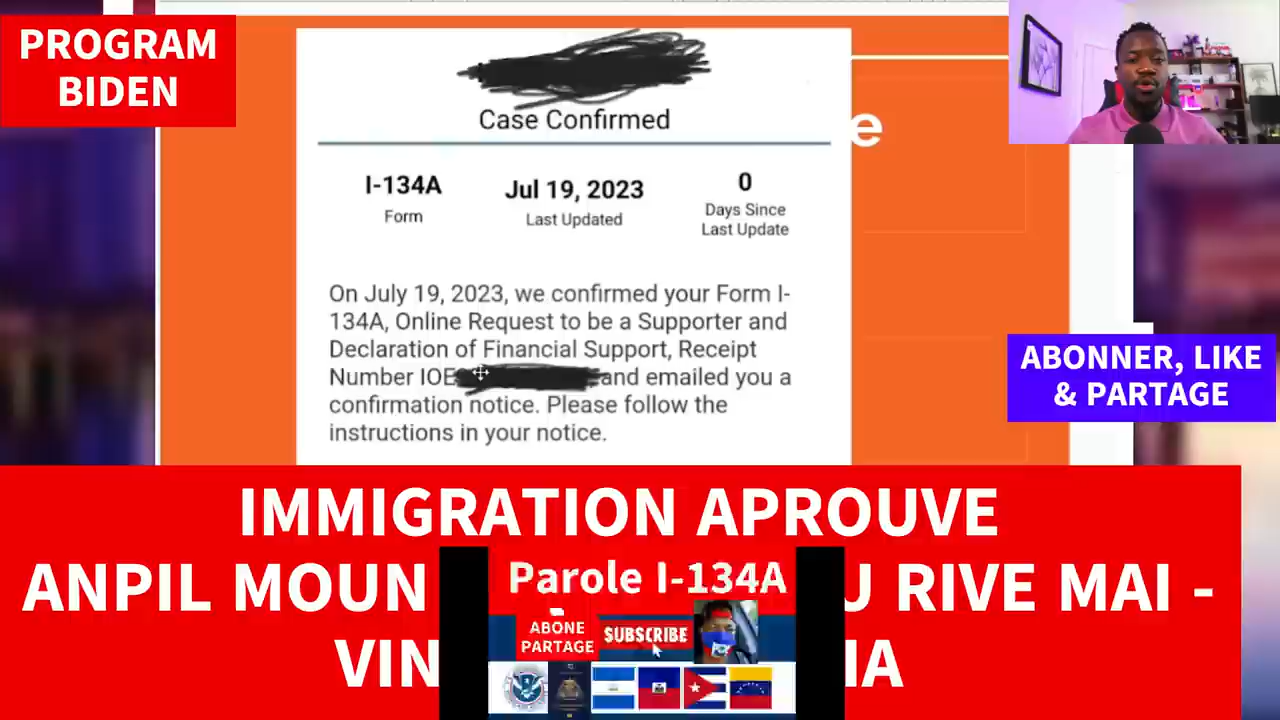 PROGRAM
BIDEN
Case Confirmed
I-134A
Form
Jul 19, 2023
Last Updated
0
Days Since
Last Update
On July 19, 2023, we confirmed your Form I-
134A, Online Request to be a Supporter and
Declaration of Financial Support, Receipt
Number IOE and emailed you a
confirmation notice. Please follow the
instructions in your notice.
e
ABONNER, LIKE
& PARTAGE
IMMIGRATION APROUVE
ANPIL MOUN U RIVE MAI -
VIN IA
Parole I-134A
-
ABONE
PARTAGE
SUBSCRIBE